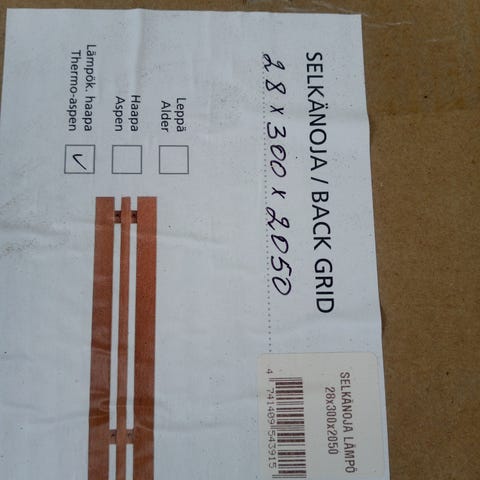 SELKÄNOJA / BACK GRID
28 x 300 x 2050
Leppä
Alder
Haapa
Aspen
Lämpök. haapa
Thermo-aspen
SELKÄNOJA LÄMPÖ
28x300x2050
4 741409 543915